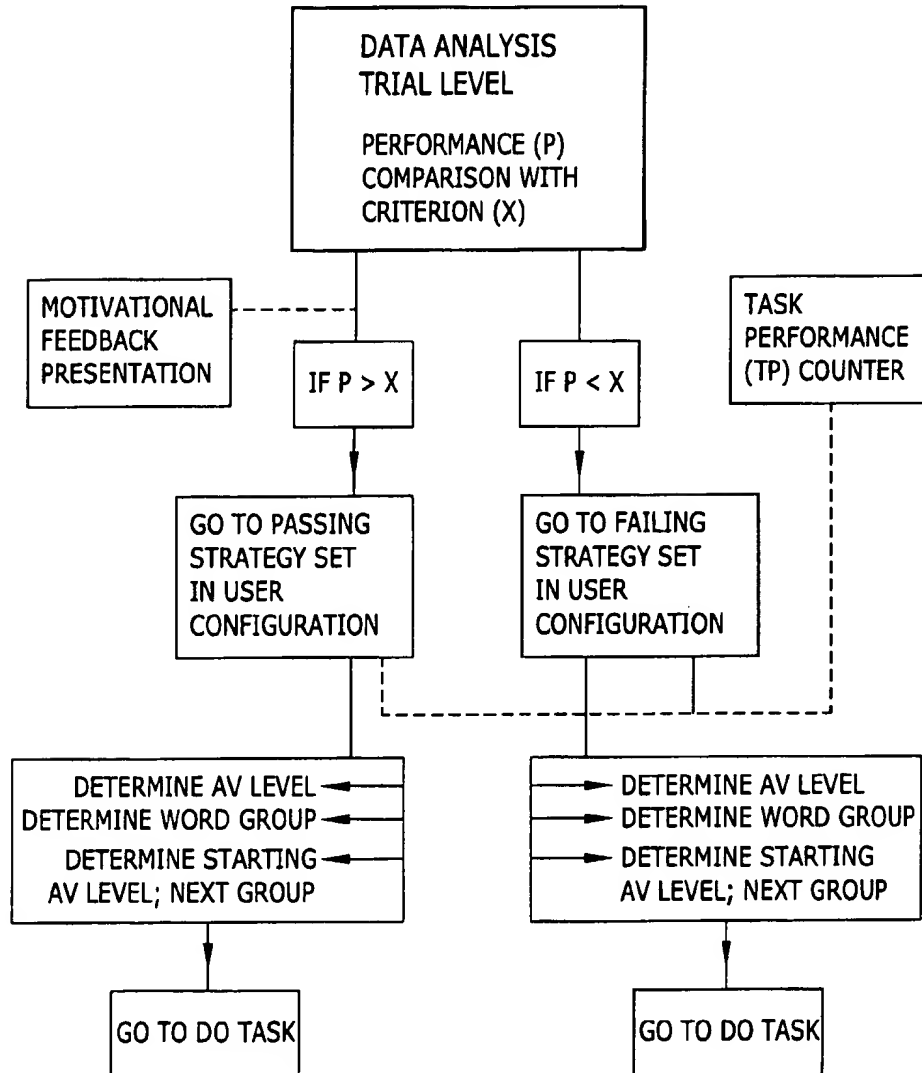 DATA ANALYSIS
TRIAL LEVEL
PERFORMANCE (P)
COMPARISON WITH
CRITERION (X)
MOTIVATIONAL
FEEDBACK
PRESENTATION
TASK
PERFORMANCE
(TP) COUNTER
IF P > X
IF P < X
GO TO PASSING
STRATEGY SET
IN USER
CONFIGURATION
GO TO FAILING
STRATEGY SET
IN USER
CONFIGURATION
DETERMINE AV LEVEL
DETERMINE WORD GROUP
DETERMINE STARTING
AV LEVEL; NEXT GROUP
DETERMINE AV LEVEL
DETERMINE WORD GROUP
DETERMINE STARTING
AV LEVEL; NEXT GROUP
GO TO DO TASK
GO TO DO TASK